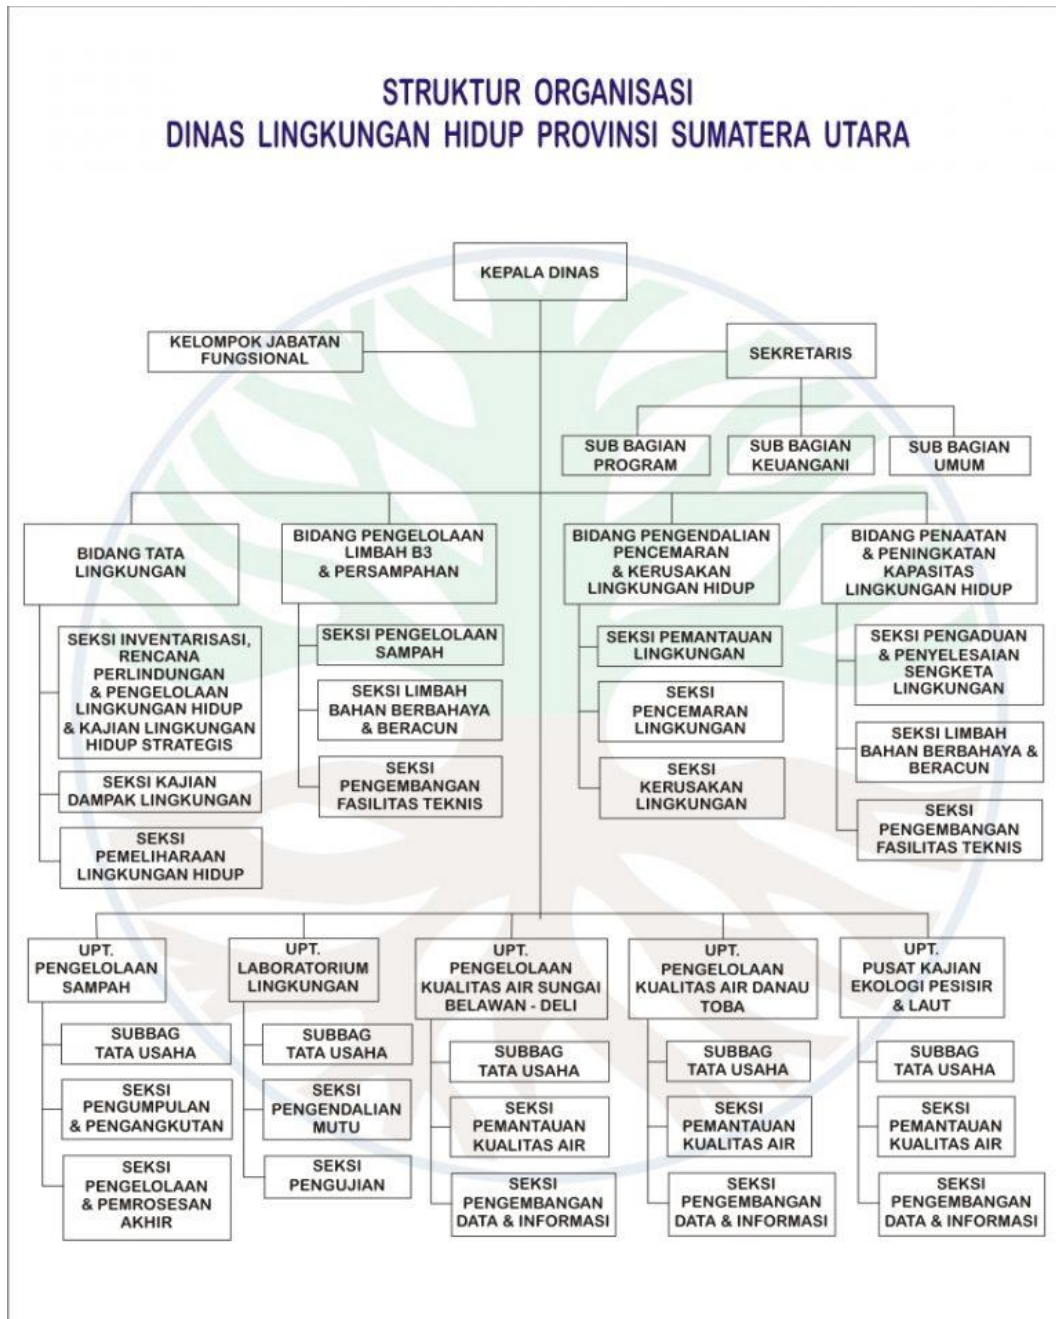 STRUKTUR ORGANISASI
DINAS LINGKUNGAN HIDUP PROVINSI SUMATERA UTARA
KEPALA DINAS
KELOMPOK JABATAN
FUNGSIONAL
SEKRETARIS
SUB BAGIAN
PROGRAM
SUB BAGIAN
KEUANGANI
SUB BAGIAN
UMUM
BIDANG TATA
LINGKUNGAN
BIDANG PENGELOLAAN
LIMBAH B3
& PERSAMPAHAN
BIDANG PENGENDALIAN
PENCEMARAN
& KERUSAKAN
LINGKUNGAN HIDUP
BIDANG PENAATAN
& PENINGKATAN
KAPASITAS
LINGKUNGAN HIDUP
SEKSI INVENTARISASI,
RENCANA
PERLINDUNGAN
& PENGELOLAAN
LINGKUNGAN HIDUP
& KAJIAN LINGKUNGAN
HIDUP STRATEGIS
SEKSI KAJIAN
DAMPAK LINGKUNGAN
SEKSI
PEMELIHARAAN
LINGKUNGAN HIDUP
SEKSI PENGELOLAAN
SAMPAH
SEKSI LIMBAH
BAHAN BERBAHAYA
& BERACUN
SEKSI
PENGEMBANGAN
FASILITAS TEKNIS
SEKSI PEMANTAUAN
LINGKUNGAN
SEKSI
PENCEMARAN
LINGKUNGAN
SEKSI
KERUSAKAN
LINGKUNGAN
SEKSI PENGADUAN
& PENYELESAIAN
SENGKETA
LINGKUNGAN
SEKSI LIMBAH
BAHAN BERBAHAYA &
BERACUN
SEKSI
PENGEMBANGAN
FASILITAS TEKNIS
UPT.
PENGELOLAAN
SAMPAH
SUBBAG
TATA USAHA
SEKSI
PENGUMPULAN
& PENGANGKUTAN
SEKSI
PENGELOLAAN
& PEMROSESAN
AKHIR
UPT.
LABORATORIUM
LINGKUNGAN
SUBBAG
TATA USAHA
SEKSI
PENGENDALIAN
MUTU
SEKSI
PENGUJIAN
UPT.
PENGELOLAAN
KUALITAS AIR SUNGAI
BELAWAN - DELI
SUBBAG
TATA USAHA
SEKSI
PEMANTAUAN
KUALITAS AIR
SEKSI
PENGEMBANGAN
DATA & INFORMASI
UPT.
PENGELOLAAN
KUALITAS AIR DANAU
TOBA
SUBBAG
TATA USAHA
SEKSI
PEMANTAUAN
KUALITAS AIR
SEKSI
PENGEMBANGAN
DATA & INFORMASI
UPT.
PUSAT KAJIAN
EKOLOGI PESISIR
& LAUT
SUBBAG
TATA USAHA
SEKSI
PEMANTAUAN
KUALITAS AIR
SEKSI
PENGEMBANGAN
DATA & INFORMASI